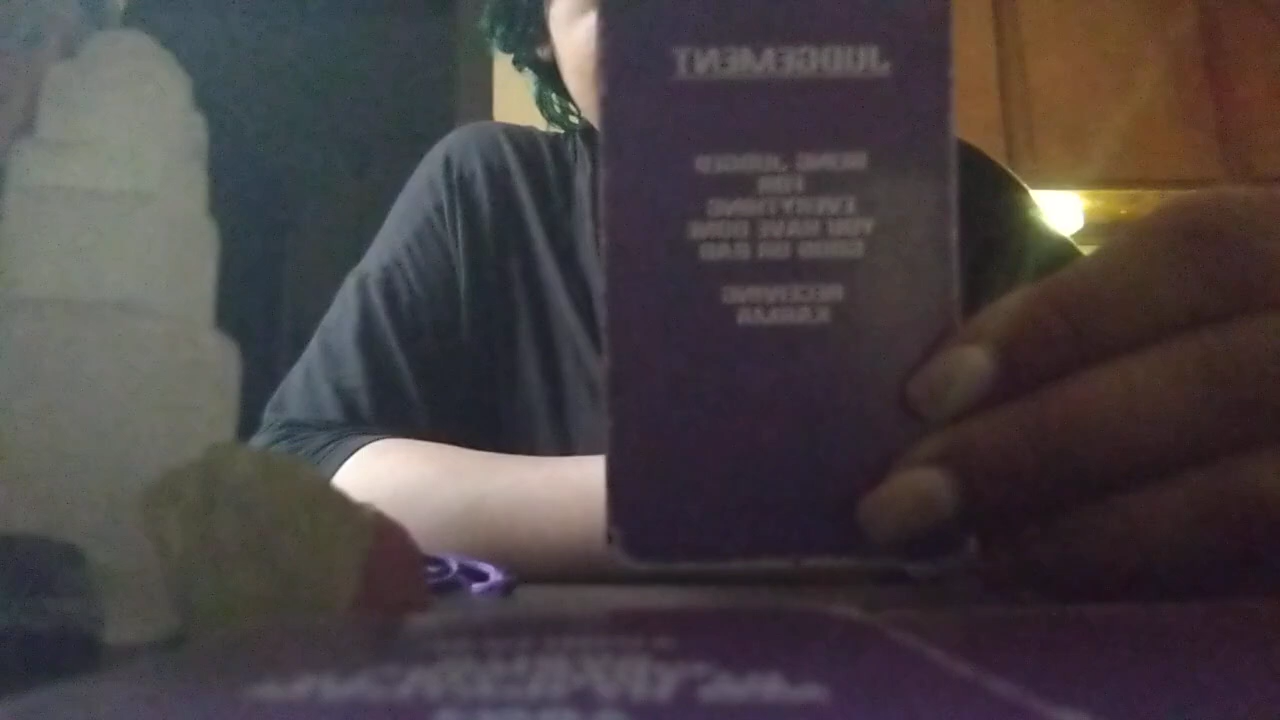 JUDGEMENT
BEING JUDGED
FOR
EVERYTHING
YOU HAVE DONE
GOOD OR BAD
RECEIVING
KARMA